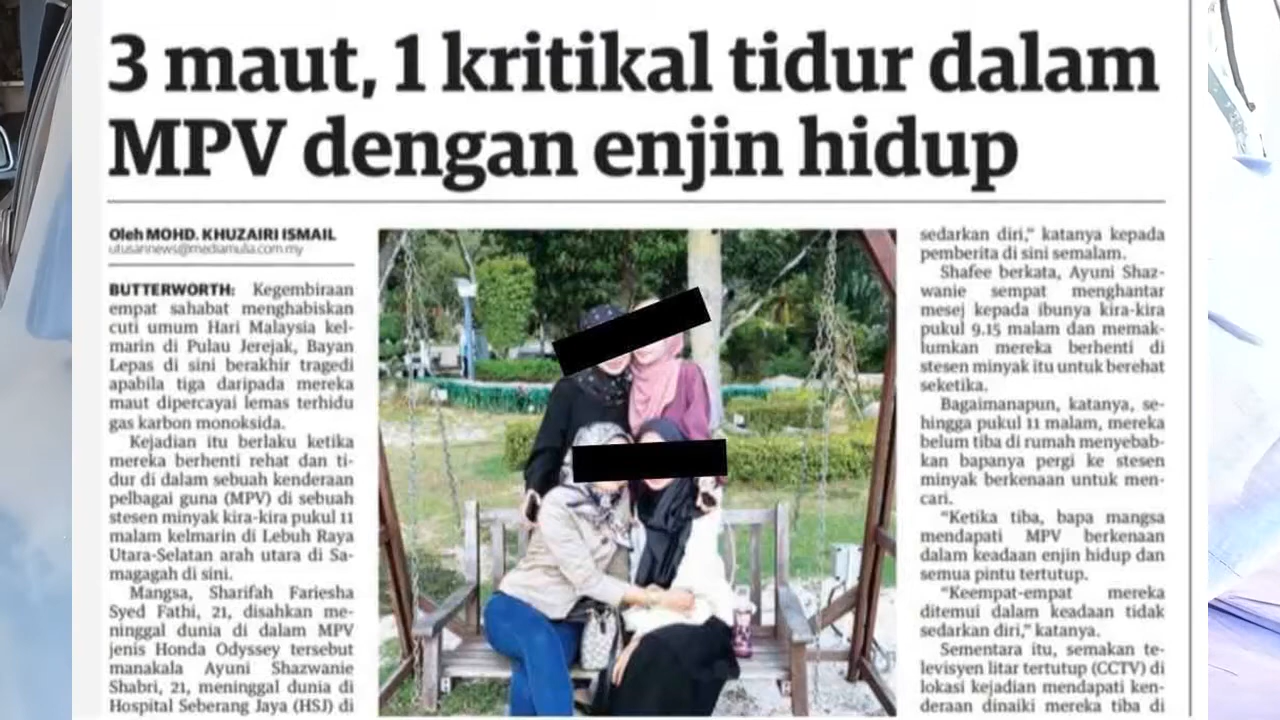 3 maut, 1 kritikal tidur dalam
MPV dengan enjin hidup
Oleh MOHD. KHUZAIRI ISMAIL
utusannews@mediamulia.com.my
BUTTERWORTH: Kegembiraan
empat sahabat menghabiskan
cuti umum Hari Malaysia kel-
marin di Pulau Jerejak, Bayan
Lepas di sini berakhir tragedi
apabila tiga daripada mereka
maut dipercayai lemas terhidu
gas karbon monoksida.
Kejadian itu berlaku ketika
mereka berhenti rehat dan ti-
dur di dalam sebuah kenderaan
pelbagai guna (MPV) di sebuah
stesen minyak kira-kira pukul 11
malam kelmarin di Lebuh Raya
Utara-Selatan arah utara di Sa-
magagah di sini.
Mangsa, Sharifah Fariesha
Syed Fathi, 21, disahkan me-
ninggal dunia di dalam MPV
jenis Honda Odyssey tersebut
manakala Ayuni Shazwanie
Shabri, 21, meninggal dunia di
Hospital Seberang Jaya (HSJ) di
sedarkan diri," katanya kepada
pemberita di sini semalam.
Shafee berkata, Ayuni Shaz-
wanie sempat menghantar
mesej kepada ibunya kira-kira
pukul 9.15 malam dan memak-
lumkan mereka berhenti di
stesen minyak itu untuk berehat
seketika.
Bagaimanapun, katanya, se-
hingga pukul 11 malam, mereka
belum tiba di rumah menyebab-
kan bapanya pergi ke stesen
minyak berkenaan untuk men-
cari.
"Ketika tiba, bapa mangsa
mendapati MPV berkenaan
dalam keadaan enjin hidup dan
semua pintu tertutup.
"Keempat-empat mereka
ditemui dalam keadaan tidak
sedarkan diri," katanya.
Sementara itu, semakan te-
levisyen litar tertutup (CCTV) di
lokasi kejadian mendapati ken-
deraan dinaiki mereka tiba di